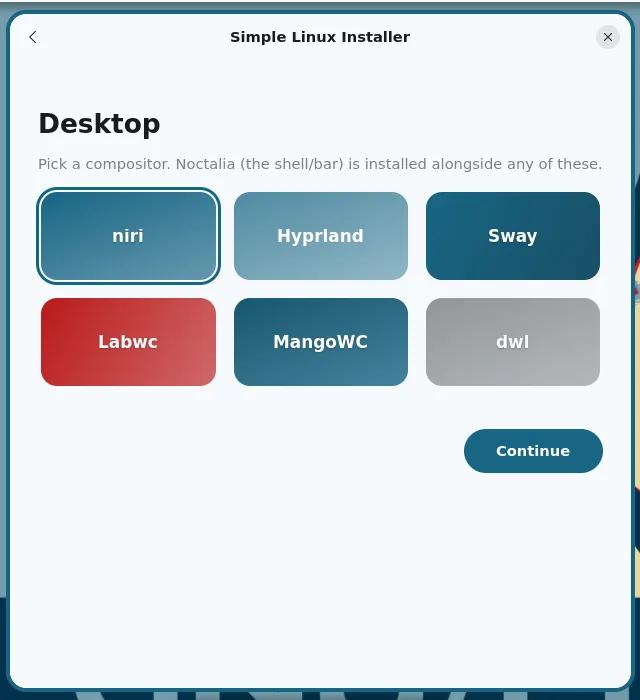 Simple Linux Installer
Desktop
Pick a compositor. Noctalia (the shell/bar) is installed alongside any of these.
niri
Hyprland
Sway
Labwc
MangoWC
dwl
Continue